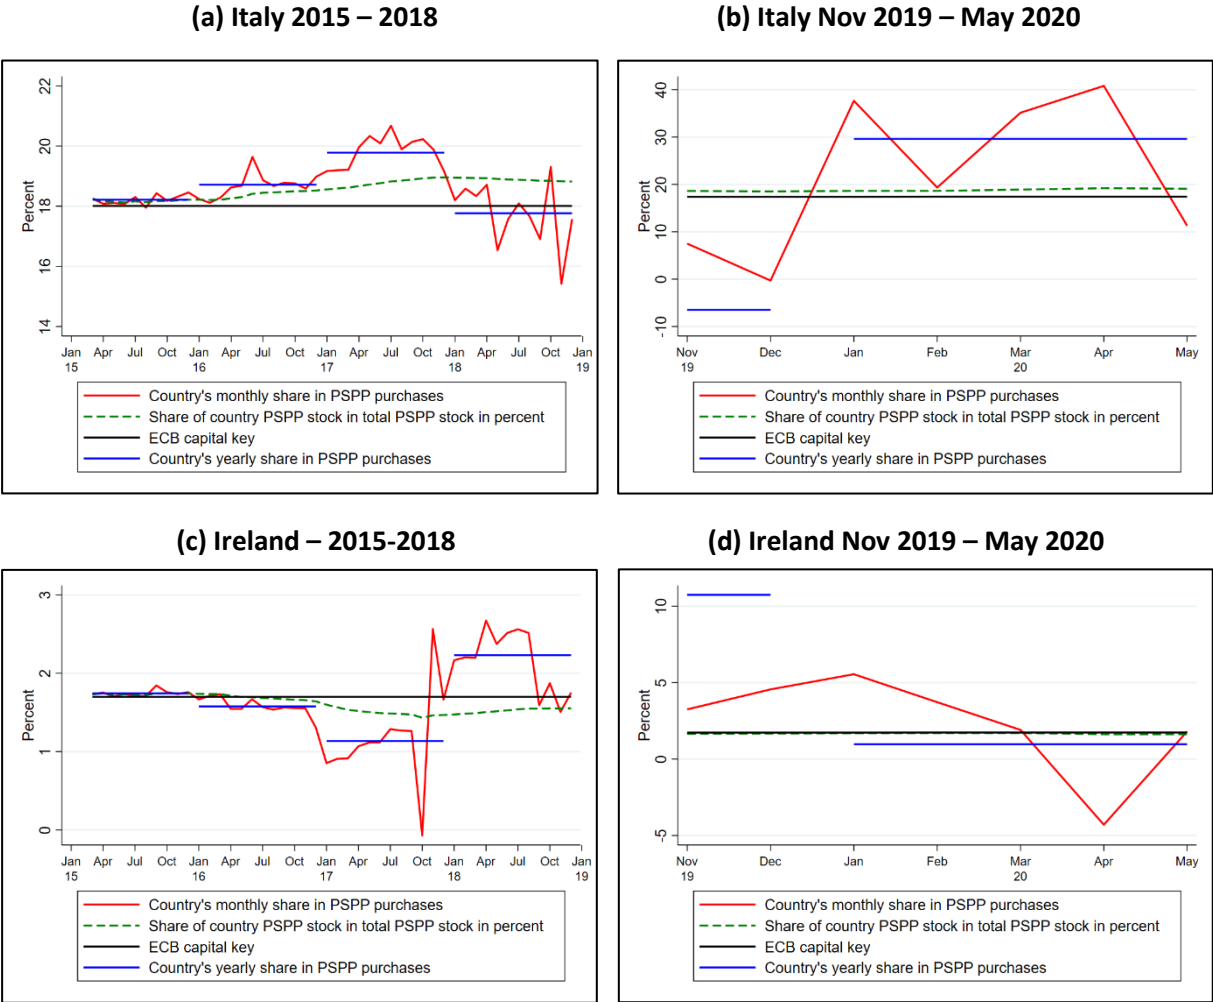 (a) Italy 2015 – 2018
Percent
22
20
18
16
14
Jan Apr Jul Oct Jan Apr Jul Oct Jan Apr Jul Oct Jan Apr Jul Oct Jan
15 16 17 18 19
Country's monthly share in PSPP purchases
Share of country PSPP stock in total PSPP stock in percent
ECB capital key
Country's yearly share in PSPP purchases
(b) Italy Nov 2019 – May 2020
Percent
40
30
20
10
0
-10
Nov Dec Jan Feb Mar Apr May
19 20
Country's monthly share in PSPP purchases
Share of country PSPP stock in total PSPP stock in percent
ECB capital key
Country's yearly share in PSPP purchases
(c) Ireland – 2015-2018
Percent
3
2
1
0
Jan Apr Jul Oct Jan Apr Jul Oct Jan Apr Jul Oct Jan Apr Jul Oct Jan
15 16 17 18 19
Country's monthly share in PSPP purchases
Share of country PSPP stock in total PSPP stock in percent
ECB capital key
Country's yearly share in PSPP purchases
(d) Ireland Nov 2019 – May 2020
Percent
10
5
0
-5
Nov Dec Jan Feb Mar Apr May
19 20
Country's monthly share in PSPP purchases
Share of country PSPP stock in total PSPP stock in percent
ECB capital key
Country's yearly share in PSPP purchases